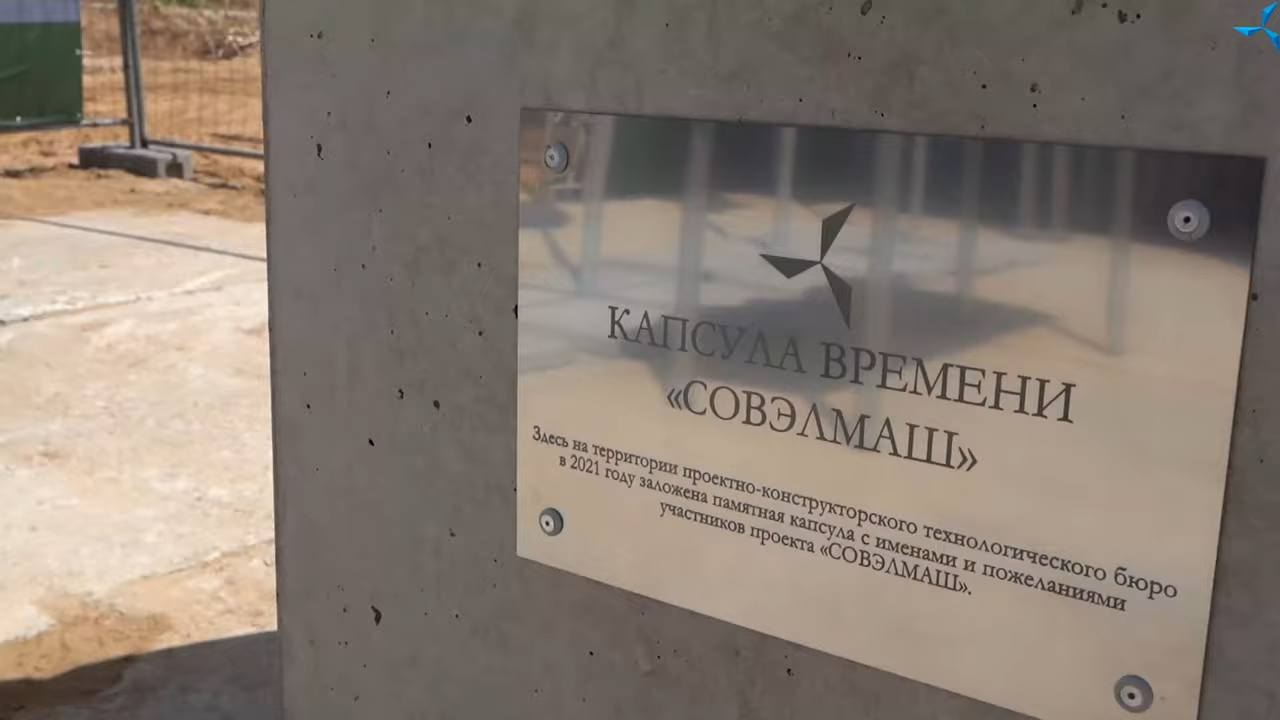 КАПСУЛА ВРЕМЕНИ
«СОВЭЛМАШ»
Здесь на территории проектно-конструкторского технологического бюро
в 2021 году заложена памятная капсула с именами и пожеланиями
участников проекта «СОВЭЛМАШ».